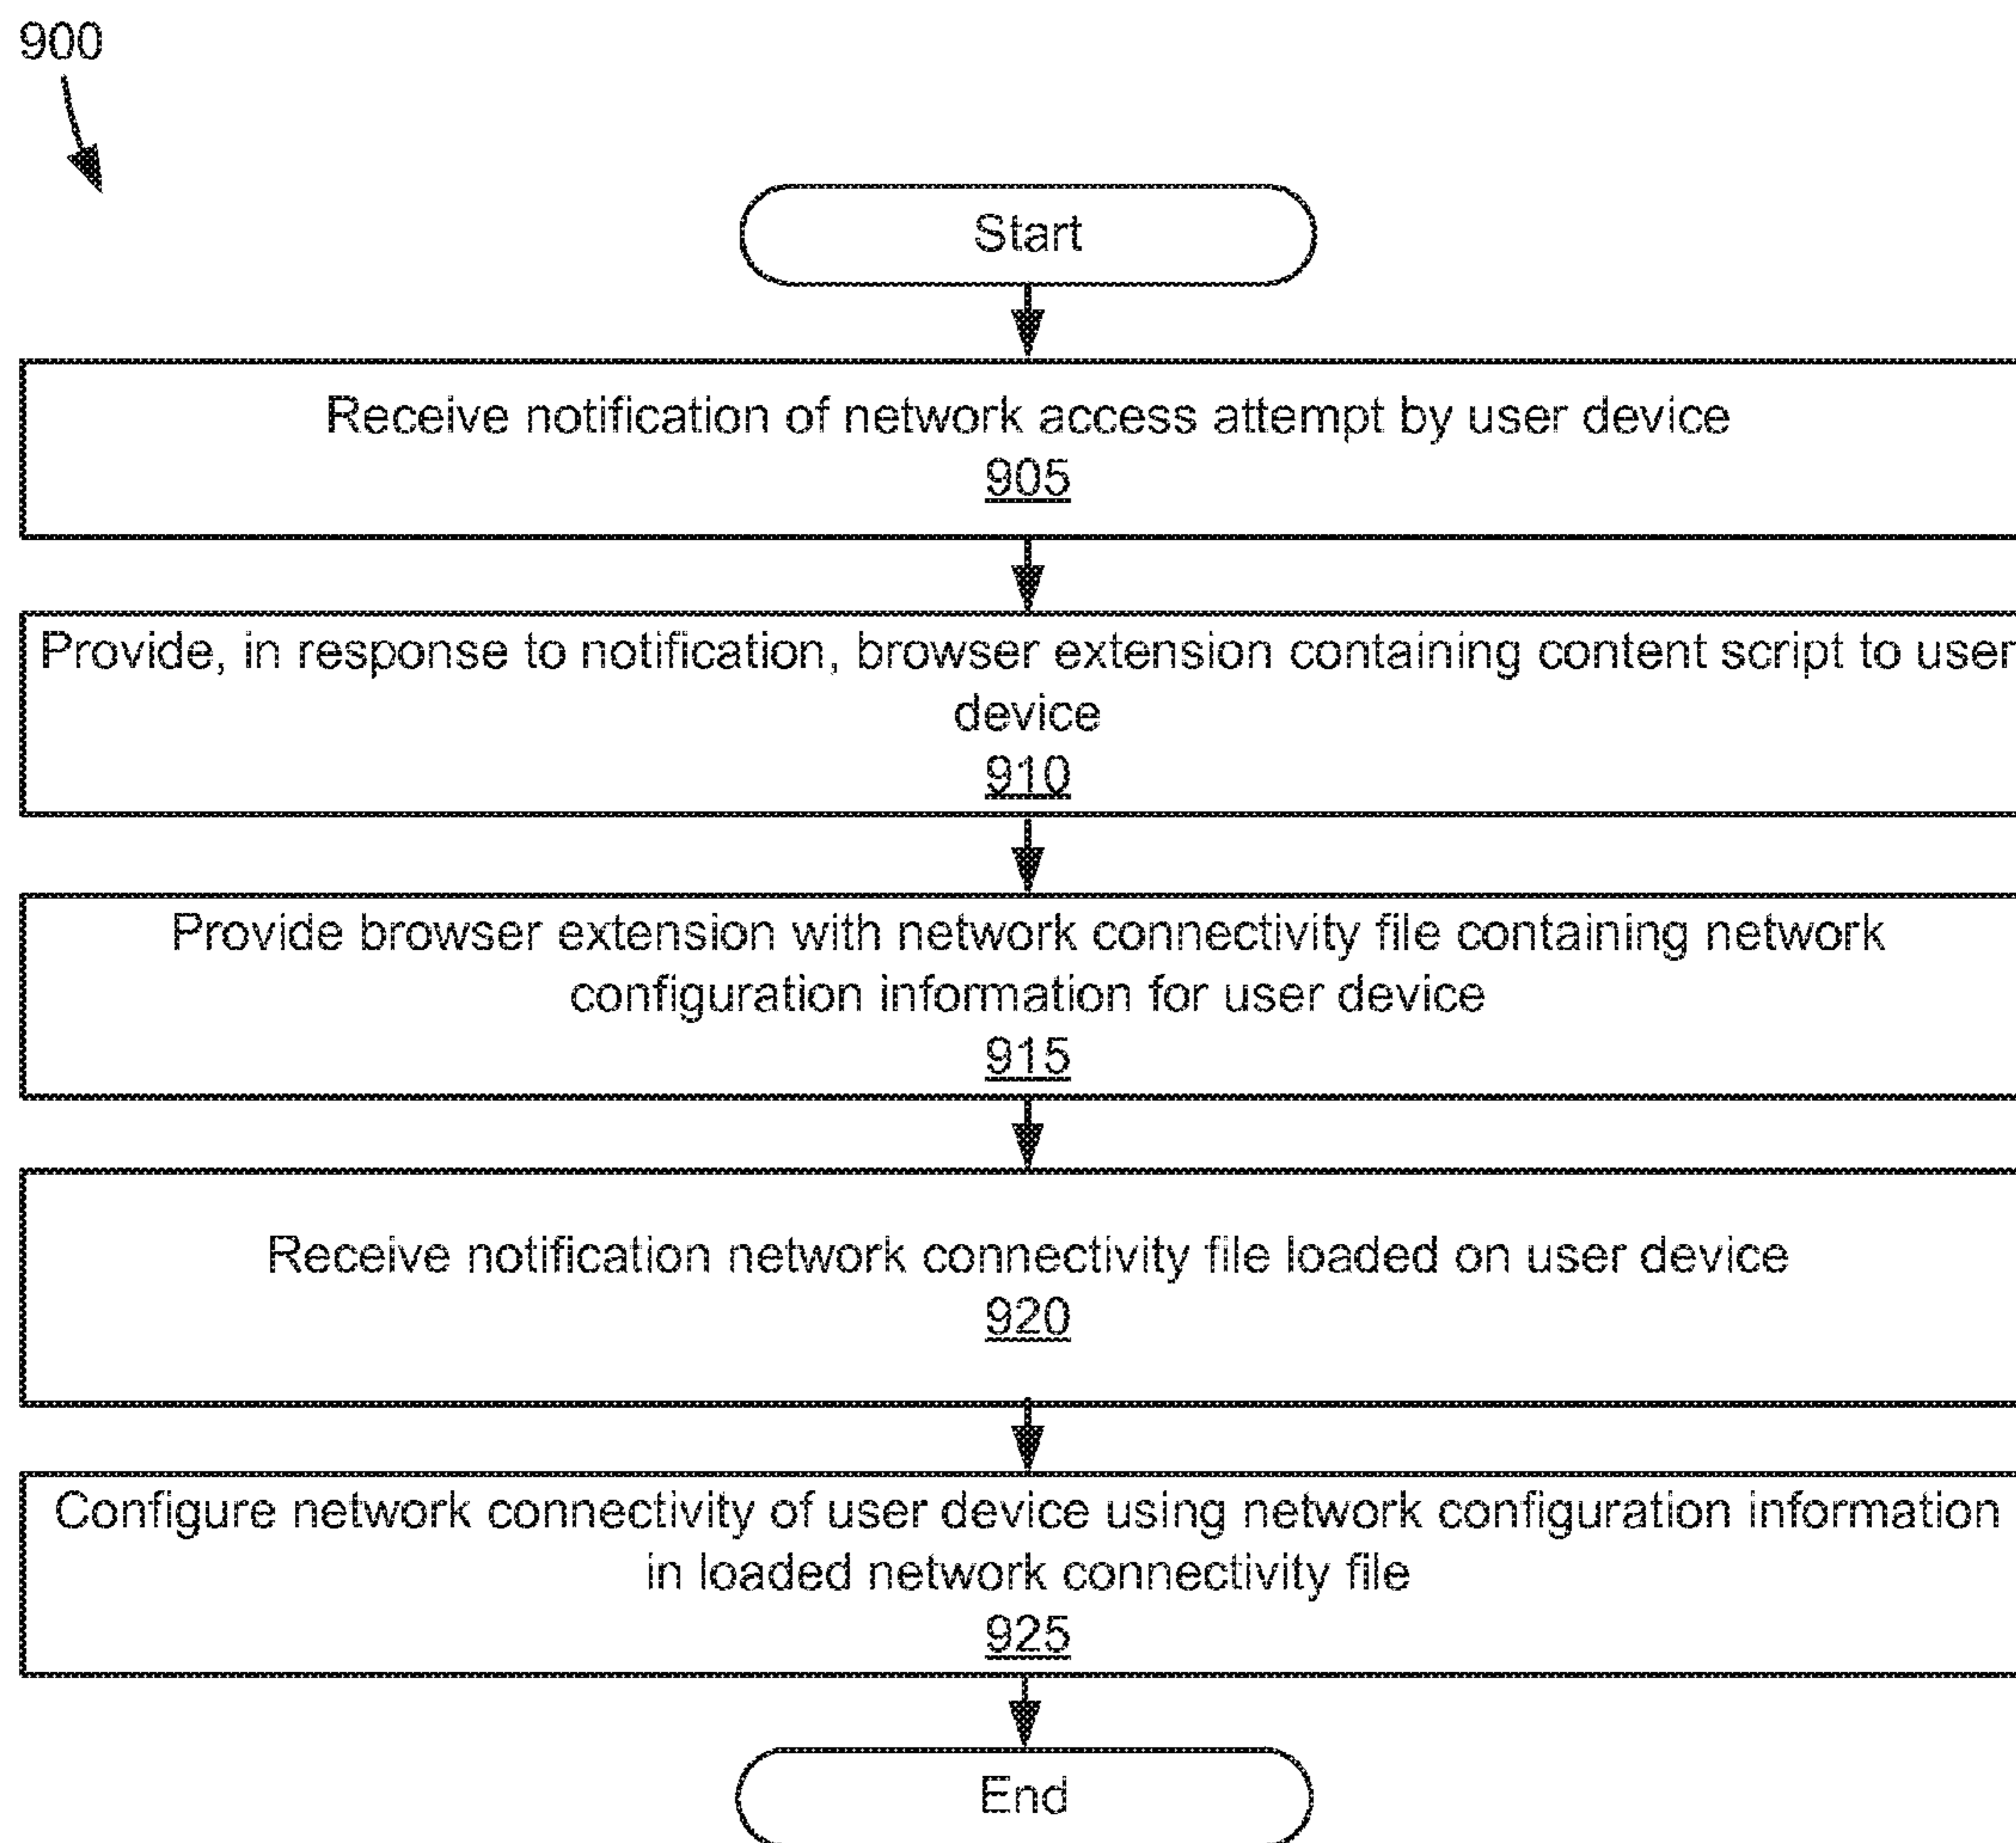 900
Start
Receive notification of network access attempt by user device
905
Provide, in response to notification, browser extension containing content script to user
device
910
Provide browser extension with network connectivity file containing network
configuration information for user device
915
Receive notification network connectivity file loaded on user device
920
Configure network connectivity of user device using network configuration information
in loaded network connectivity file
925
End